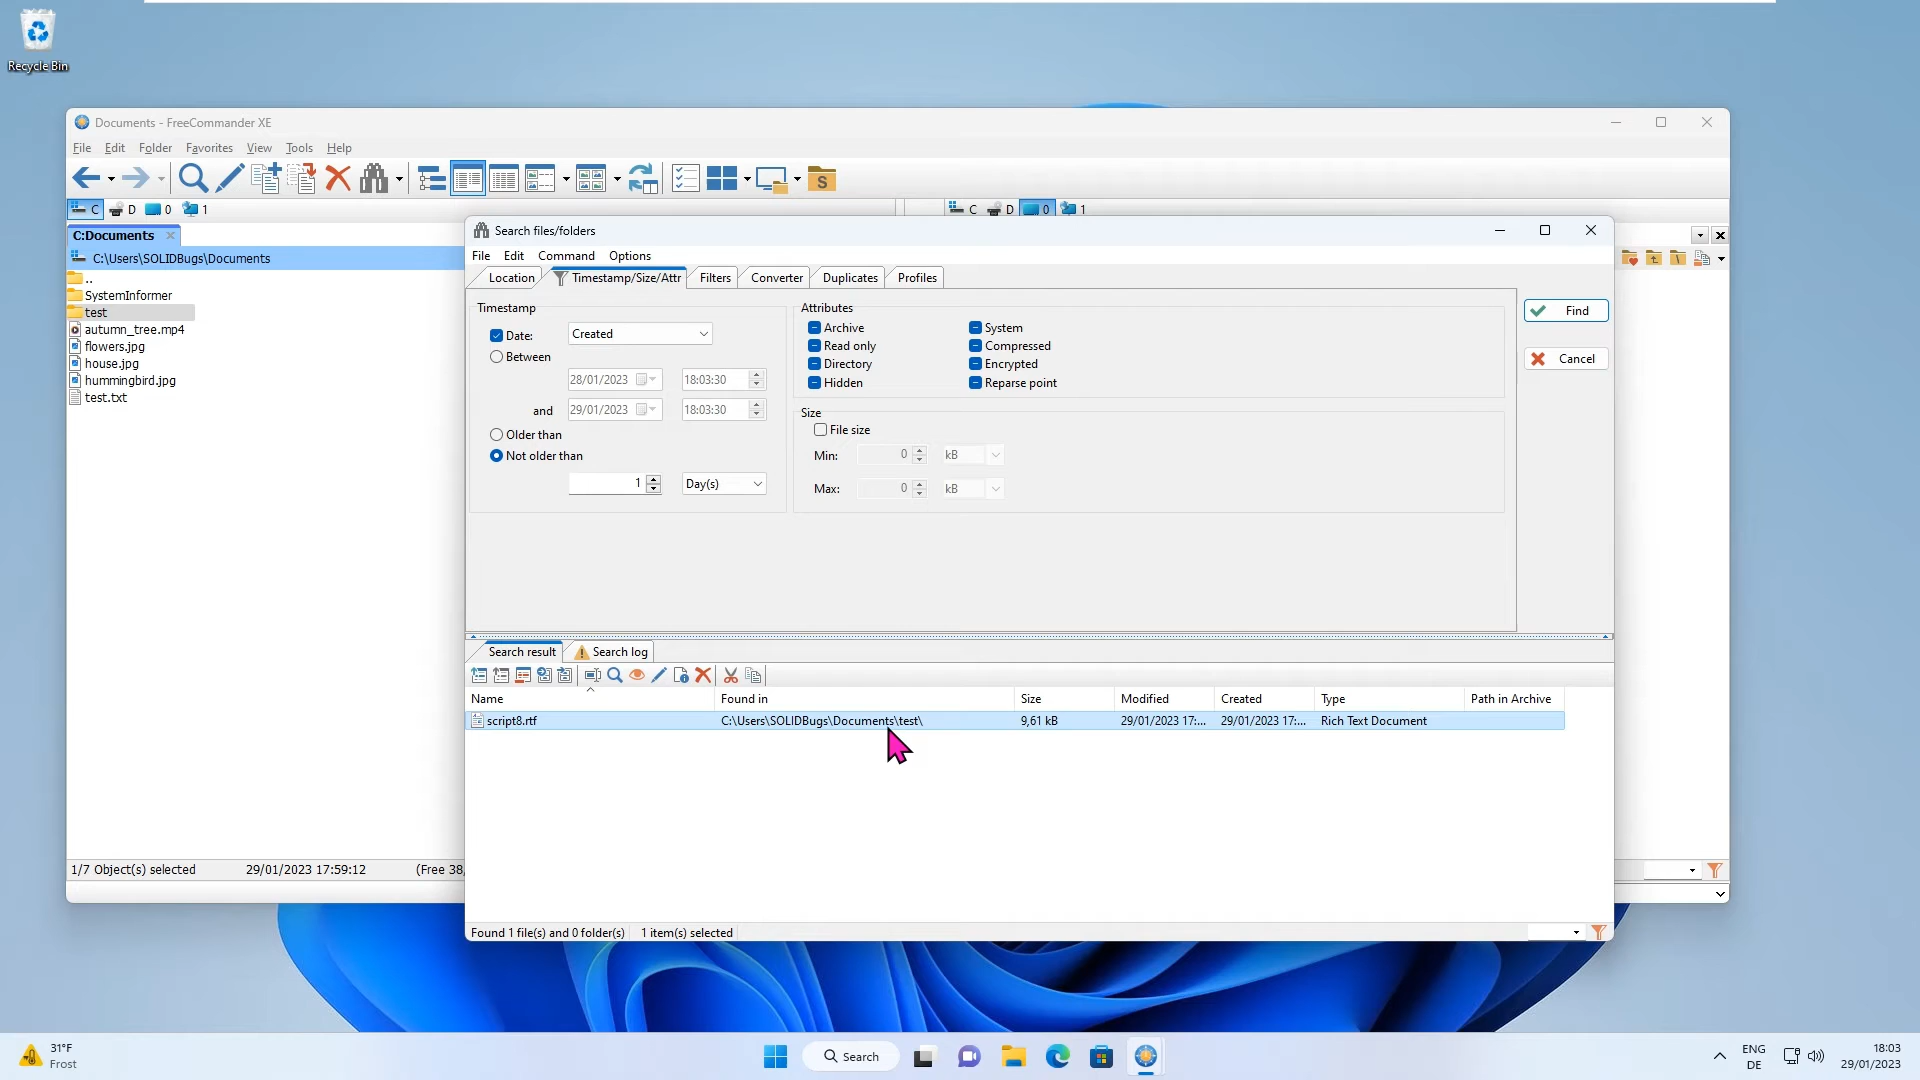 Recycle Bin
Documents - FreeCommander XE
File Edit Folder Favorites View Tools Help
S
C D 0 1
C D 0 1
C:Documents
C:\Users\SOLIDBugs\Documents
..
SystemInformer
test
autumn_tree.mp4
flowers.jpg
house.jpg
hummingbird.jpg
test.txt
1/7 Object(s) selected 29/01/2023 17:59:12 (Free 38,
Search files/folders
File Edit Command Options
Location Timestamp/Size/Attr Filters Converter Duplicates Profiles
Timestamp
Date: Created
Between
28/01/2023 18:03:30
and 29/01/2023 18:03:30
Older than
Not older than
1 Day(s)
Attributes
Archive System
Read only Compressed
Directory Encrypted
Hidden Reparse point
Size
File size
Min: 0 kB
Max: 0 kB
Find
Cancel
Search result Search log
Name Found in Size Modified Created Type Path in Archive
script8.rtf C:\Users\SOLIDBugs\Documents\test\ 9,61 kB 29/01/2023 17:... 29/01/2023 17:... Rich Text Document
Found 1 file(s) and 0 folder(s) 1 item(s) selected
31°F
Frost
Search
ENG
DE
18:03
29/01/2023